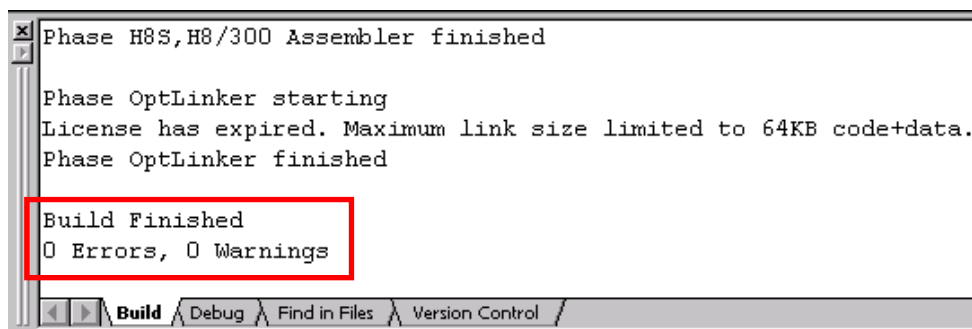 Phase H8S,H8/300 Assembler finished
Phase OptLinker starting
License has expired. Maximum link size limited to 64KB code+data.
Phase OptLinker finished
Build Finished
0 Errors, 0 Warnings
Build Debug Find in Files Version Control